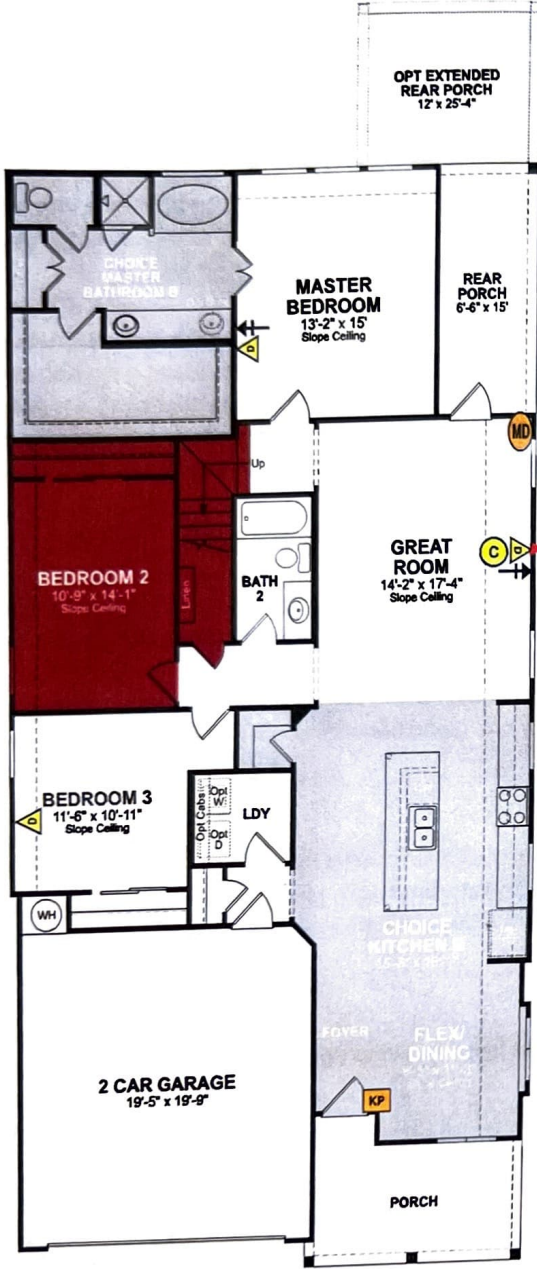 OPT EXTENDED
REAR PORCH
12" x 25'-4"
CHOICE
MASTER
BATHROOM B
MASTER
BEDROOM
13'-2" x 15'
Slope Ceiling
REAR
PORCH
6'-6" x 15'
D
Up
MD
BEDROOM 2
10'-9" x 14'-1"
Slope Ceiling
Linen
BATH
2
GREAT
ROOM
14'-2" x 17'-4"
Slope Ceiling
C
D
BEDROOM 3
11'-6" x 10'-11"
Slope Ceiling
D
Opt Cabs
Opt
W
Opt
D
LDY
WH
CHOICE
KITCHEN
FOYER
FLEX/
DINING
2 CAR GARAGE
19'-5" x 19'-9"
KP
PORCH